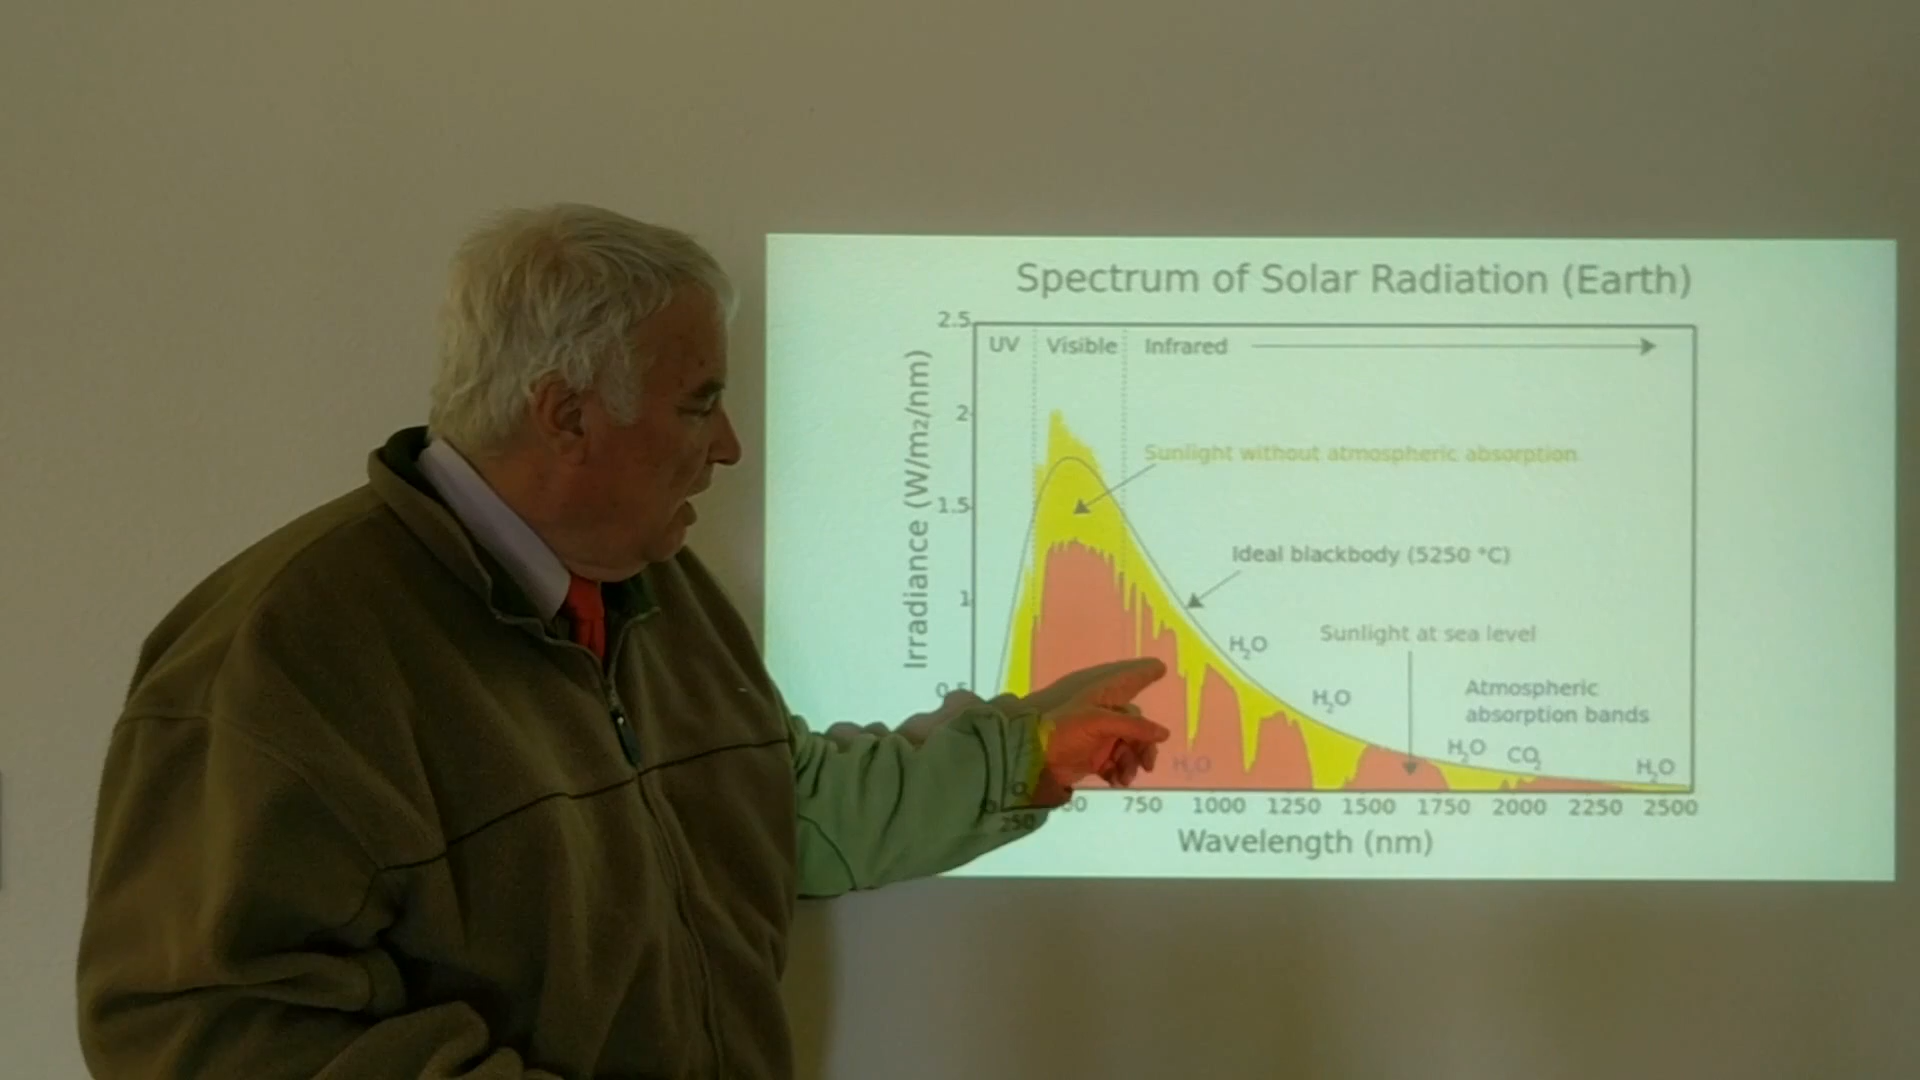 Spectrum of Solar Radiation (Earth)
UV Visible Infrared
Irradiance (W/m2/nm)
2.5
2
1.5
1
Sunlight without atmospheric absorption
Ideal blackbody (5250 °C)
H2O
Sunlight at sea level
H2O
Atmospheric
absorption bands
H2O CO2
H2O
H2O
250 750 1000 1250 1500 1750 2000 2250 2500
Wavelength (nm)